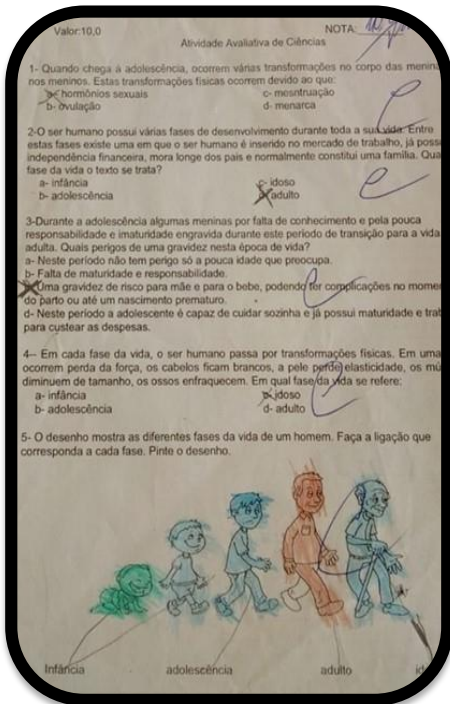 Valor:10,0
NOTA:
Atividade Avaliativa de Ciências
1- Quando chega à adolescência, ocorrem várias transformações no corpo das menin
nos meninos. Estas transformações físicas ocorrem devido ao que:
a- hormônios sexuais c- mesntruação
b- ovulação d- menarca
2-O ser humano possui várias fases de desenvolvimento durante toda a sua vida. Entre
estas fases existe uma em que o ser humano é inserido no mercado de trabalho, já poss
independência financeira, mora longe dos pais e normalmente constitui uma família. Qua
fase da vida o texto se trata?
a- infância c- idoso
b- adolescência d- adulto
3-Durante a adolescência algumas meninas por falta de conhecimento e pela pouca
responsabilidade e imaturidade engravida durante este período de transição para a vida
adulta. Quais perigos de uma gravidez nesta época de vida?
a- Neste período não tem perigo só a pouca idade que preocupa.
b- Falta de maturidade e responsabilidade.
Uma gravidez de risco para mãe e para o bebe, podendo ter complicações no mome
do parto ou até um nascimento prematuro.
d- Neste período a adolescente é capaz de cuidar sozinha e já possui maturidade e trab
para custear as despesas.
4– Em cada fase da vida, o ser humano passa por transformações físicas. Em uma
ocorrem perda da força, os cabelos ficam brancos, a pele perde elasticidade, os mú
diminuem de tamanho, os ossos enfraquecem. Em qual fase da vida se refere:
a- infância c- idoso
b- adolescência d- adulto
5- O desenho mostra as diferentes fases da vida de um homem. Faça a ligação que
corresponda a cada fase. Pinte o desenho.
Infância adolescência adulto id